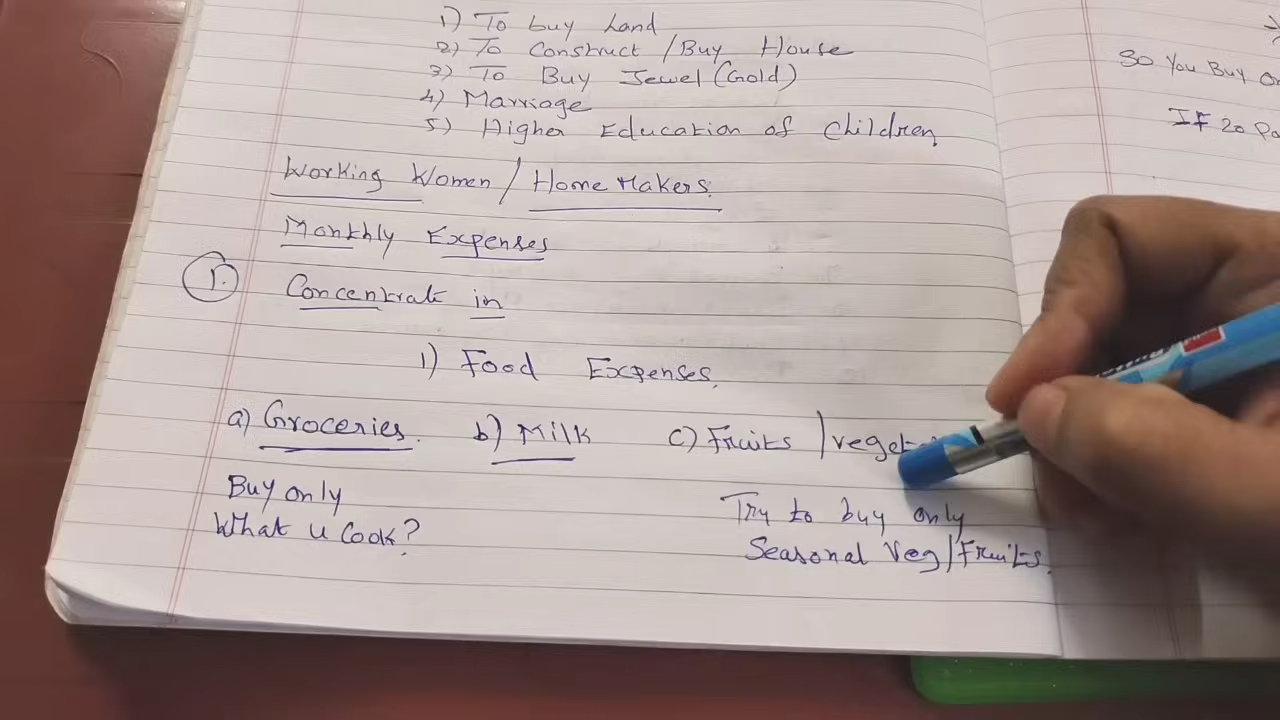 1) To buy Land
2) To Construct / Buy House
3) To Buy Jewel (Gold)
4) Marriage
5) Higher Education of Children
Working Women / Home Makers:
Monthly Expenses
1. Concentrate in
1) Food Expenses.
a) Groceries. b) Milk c) Fruits / veget
Buy only
What u Cook?
Try to buy only
Seasonal Veg/Fruits.
So You Buy
If 20